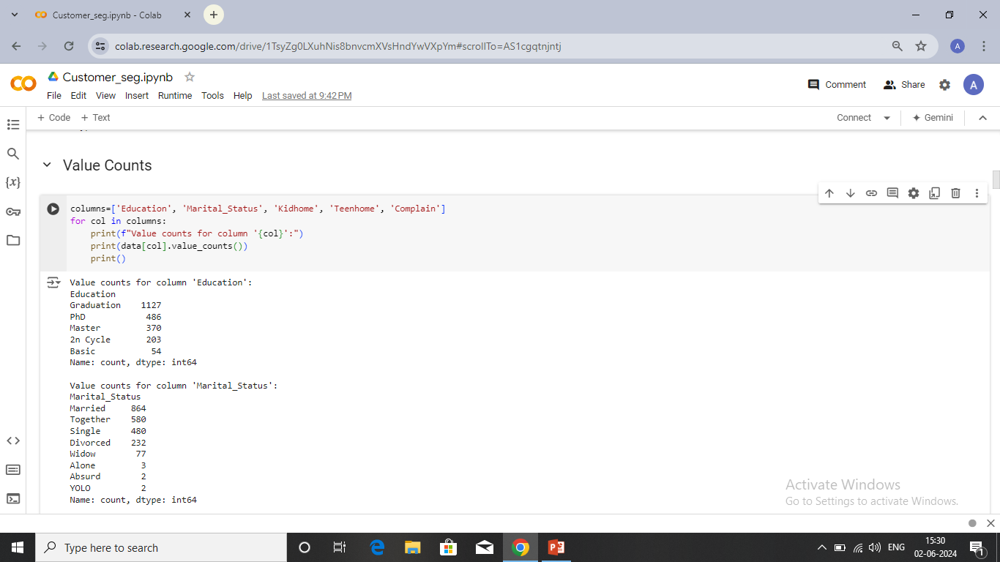 Customer_seg.ipynb - Colab
colab.research.google.com/drive/1TsyZg0LXuhNis8bnvcmXVsHndYwVXpYm#scrollTo=AS1cgqtnjntj
A
Customer_seg.ipynb
File Edit View Insert Runtime Tools Help Last saved at 9:42 PM
Comment Share A
+ Code + Text Connect Gemini
Value Counts
{x}
columns=['Education', 'Marital_Status', 'Kidhome', 'Teenhome', 'Complain']
for col in columns:
    print(f"Value counts for column '{col}':")
    print(data[col].value_counts())
    print()
Value counts for column 'Education':
Education
Graduation    1127
PhD            486
Master         370
2n Cycle       203
Basic           54
Name: count, dtype: int64
Value counts for column 'Marital_Status':
Marital_Status
Married     864
Together    580
Single      480
Divorced    232
Widow        77
Alone         3
Absurd        2
YOLO          2
Name: count, dtype: int64
Activate Windows
Go to Settings to activate Windows.
Type here to search
ENG
15:30
02-06-2024
1